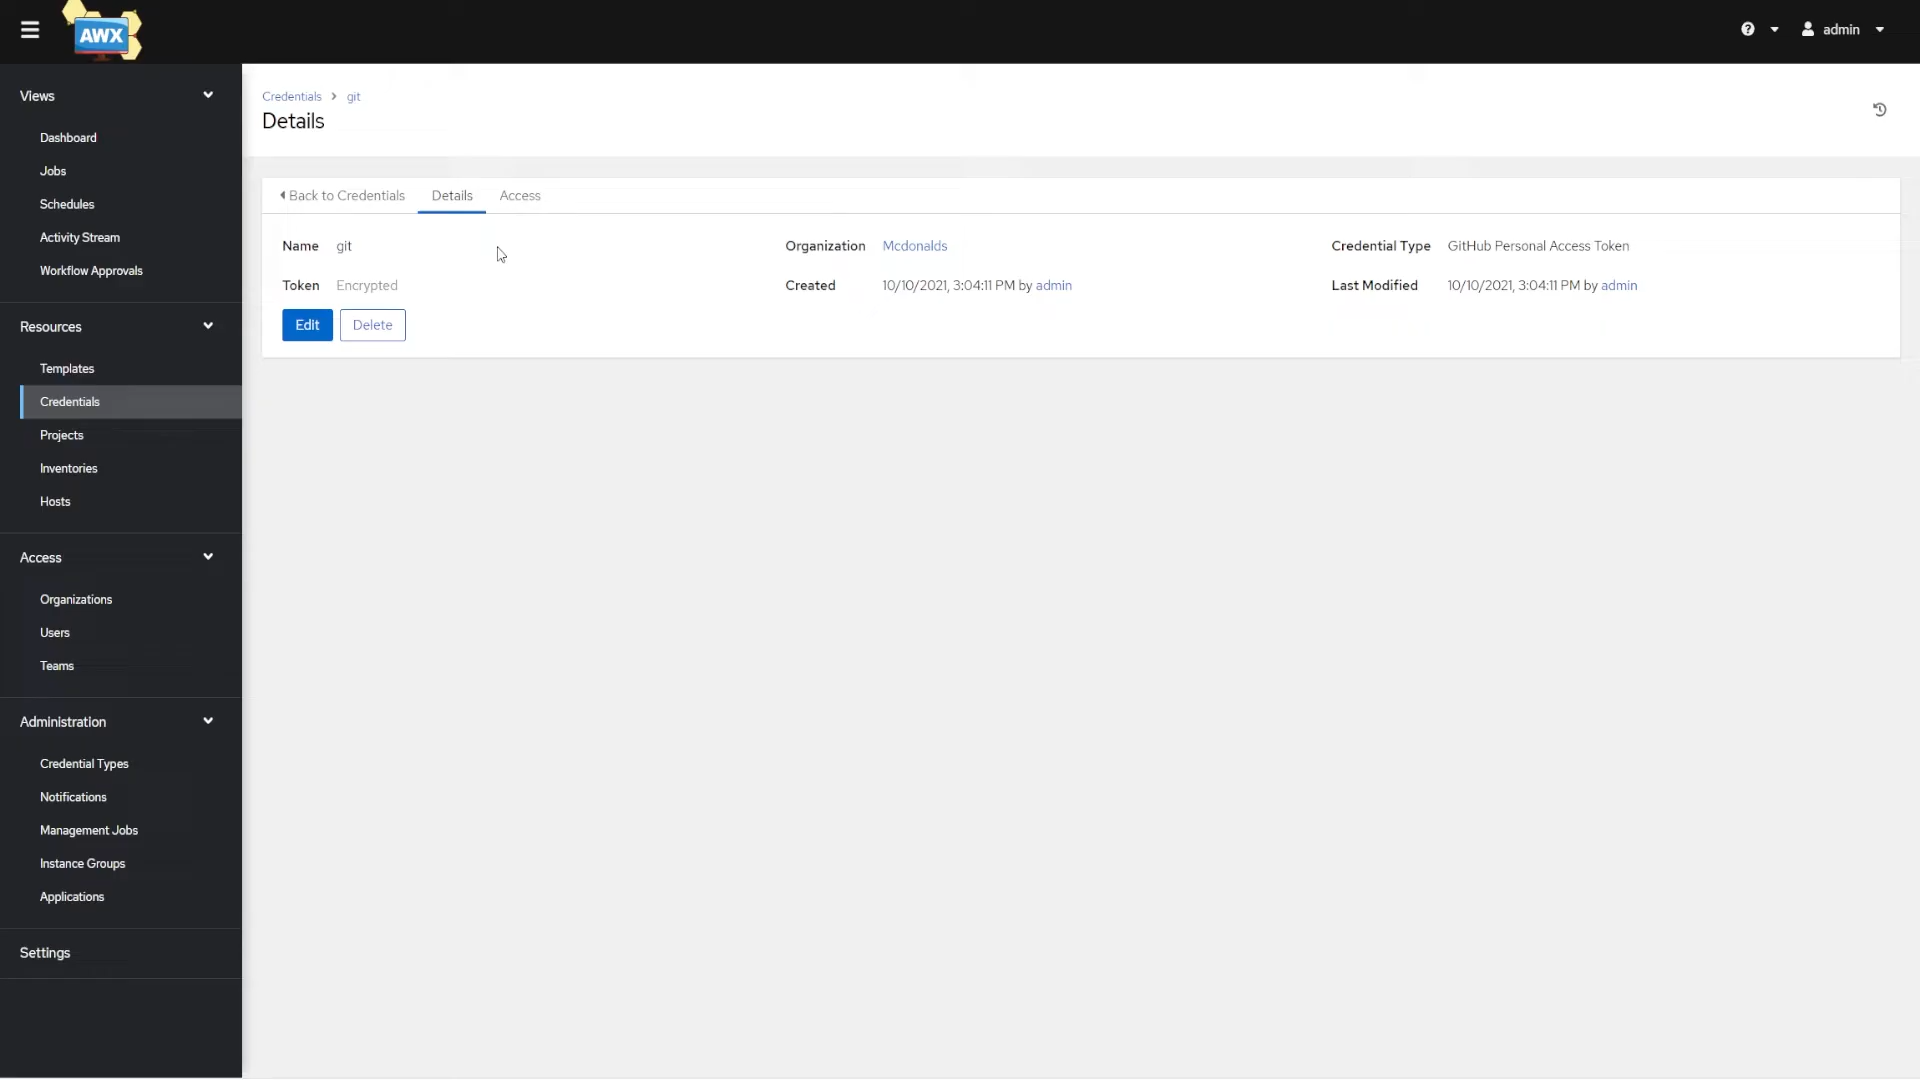 AWX
admin
Views
Dashboard
Jobs
Schedules
Activity Stream
Workflow Approvals
Resources
Templates
Credentials
Projects
Inventories
Hosts
Access
Organizations
Users
Teams
Administration
Credential Types
Notifications
Management Jobs
Instance Groups
Applications
Settings
Credentials git
Details
Back to Credentials Details Access
Name git Organization Mcdonalds Credential Type GitHub Personal Access Token
Token Encrypted Created 10/10/2021, 3:04:11 PM by admin Last Modified 10/10/2021, 3:04:11 PM by admin
Edit Delete